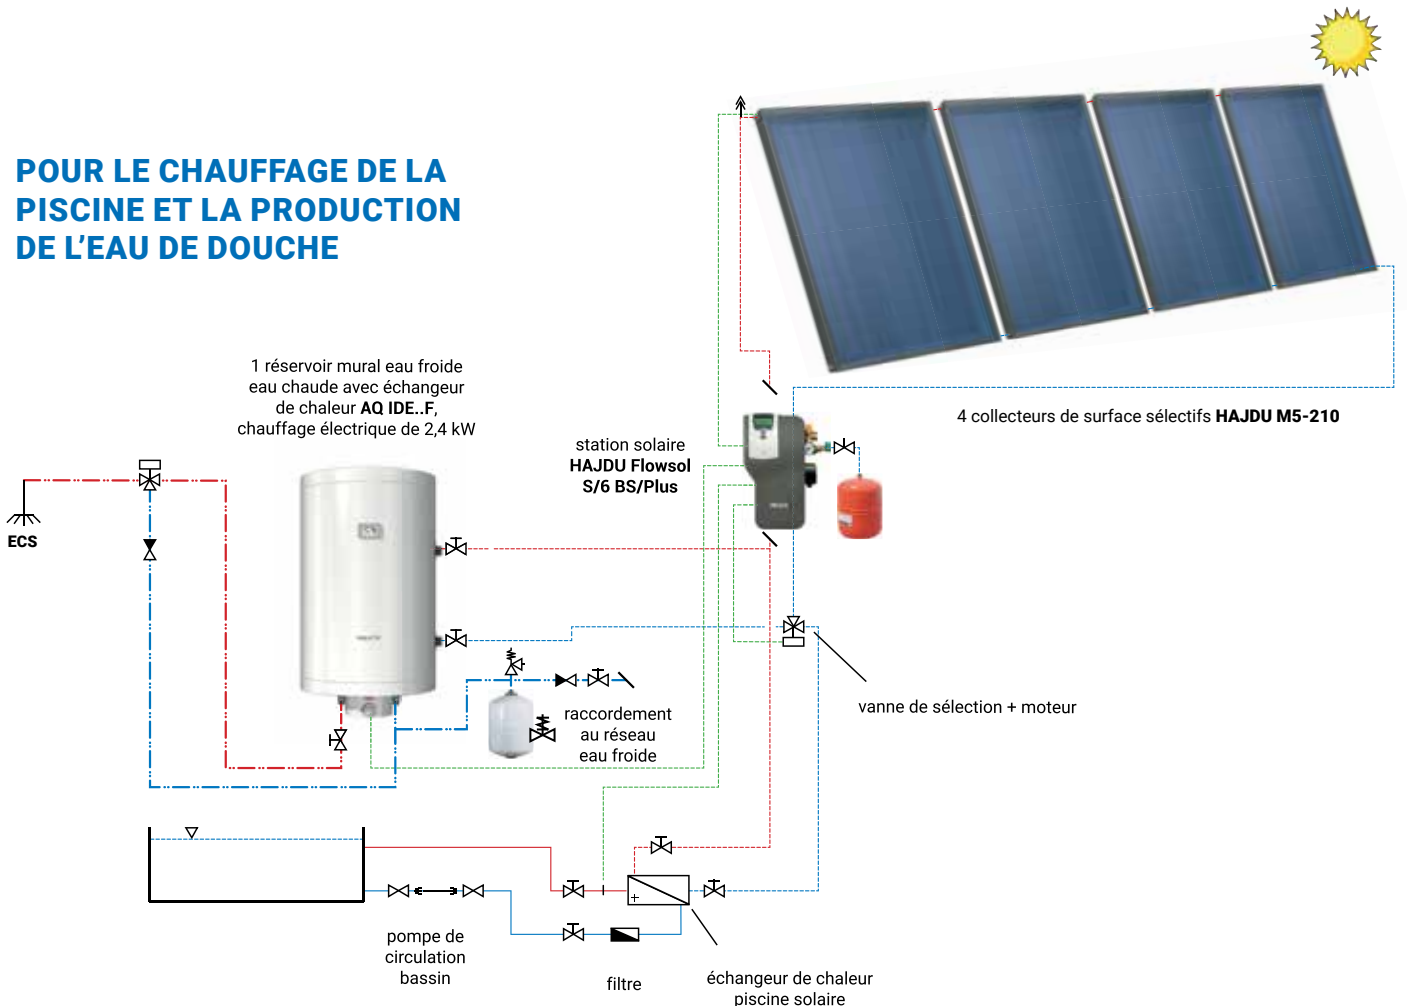 POUR LE CHAUFFAGE DE LA
PISCINE ET LA PRODUCTION
DE L’EAU DE DOUCHE
1 réservoir mural eau froide
eau chaude avec échangeur
de chaleur AQ IDE..F,
chauffage électrique de 2,4 kW
station solaire
HAJDU Flowsol
S/6 BS/Plus
4 collecteurs de surface sélectifs HAJDU M5-210
ECS
vanne de sélection + moteur
raccordement
au réseau
eau froide
pompe de
circulation
bassin
filtre
échangeur de chaleur
piscine solaire